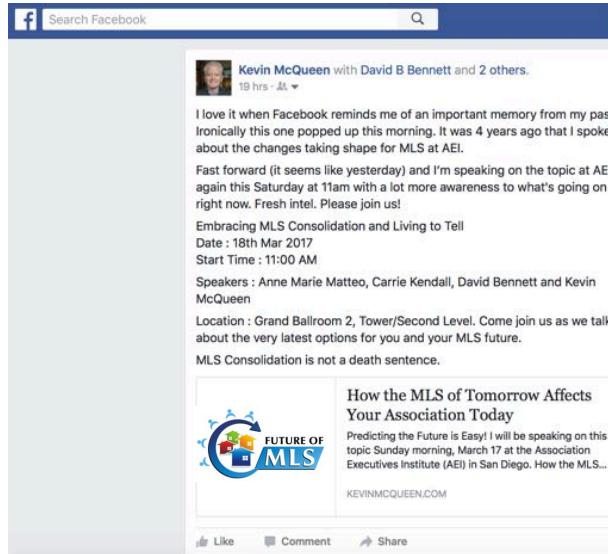 f Search Facebook
Kevin McQueen with David B Bennett and 2 others.
19 hrs ·
I love it when Facebook reminds me of an important memory from my pas
Ironically this one popped up this morning. It was 4 years ago that I spoke
about the changes taking shape for MLS at AEI.
Fast forward (it seems like yesterday) and I'm speaking on the topic at AE
again this Saturday at 11am with a lot more awareness to what's going on
right now. Fresh intel. Please join us!
Embracing MLS Consolidation and Living to Tell
Date : 18th Mar 2017
Start Time : 11:00 AM
Speakers : Anne Marie Matteo, Carrie Kendall, David Bennett and Kevin
McQueen
Location : Grand Ballroom 2, Tower/Second Level. Come join us as we talk
about the very latest options for you and your MLS future.
MLS Consolidation is not a death sentence.
FUTURE OF
MLS
How the MLS of Tomorrow Affects
Your Association Today
Predicting the Future is Easy! I will be speaking on this
topic Sunday morning, March 17 at the Association
Executives Institute (AEI) in San Diego. How the MLS...
KEVINMCQUEEN.COM
Like Comment Share